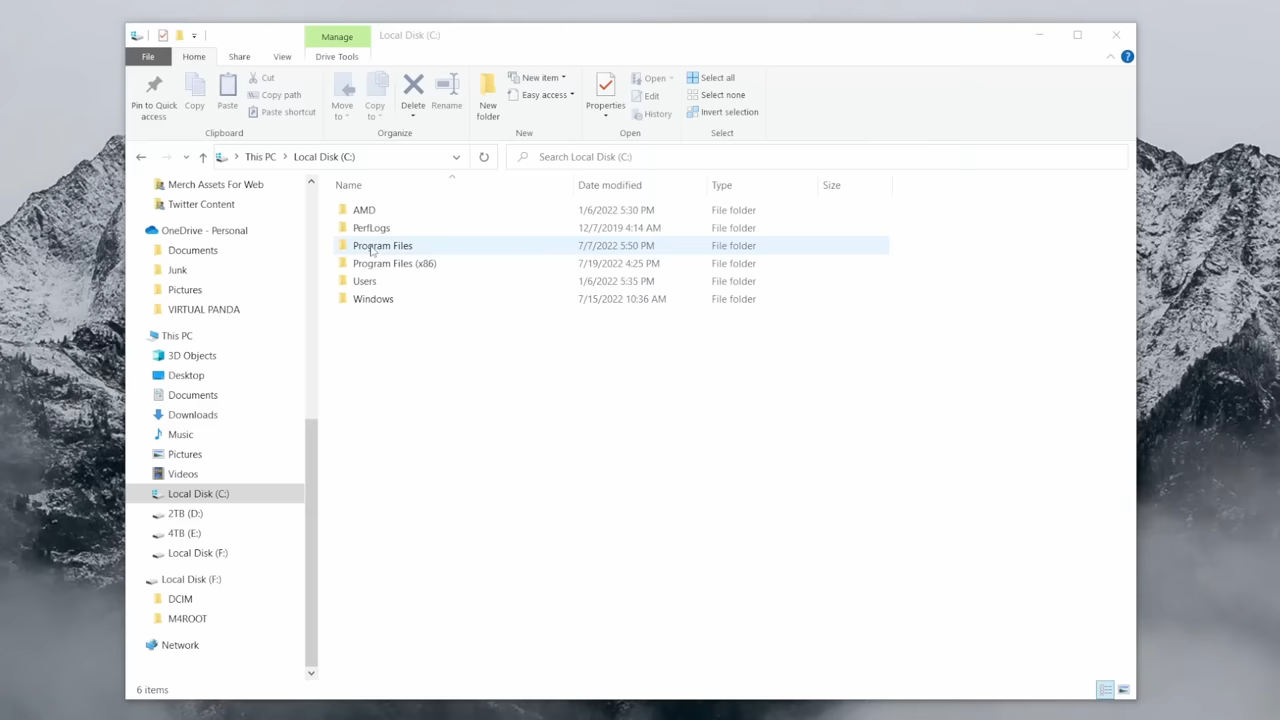 Manage
Local Disk (C:)
File
Home
Share
View
Drive Tools
Pin to Quick
access
Copy
Paste
Cut
Copy path
Paste shortcut
Clipboard
Move
to
Copy
to
Delete
Rename
Organize
New
folder
New item
Easy access
New
Properties
Open
Edit
History
Open
Select all
Select none
Invert selection
Select
This PC
Local Disk (C:)
Search Local Disk (C:)
Merch Assets For Web
Twitter Content
OneDrive - Personal
Documents
Junk
Pictures
VIRTUAL PANDA
This PC
3D Objects
Desktop
Documents
Downloads
Music
Pictures
Videos
Local Disk (C:)
2TB (D:)
4TB (E:)
Local Disk (F:)
Local Disk (F:)
DCIM
M4ROOT
Network
Name Date modified Type Size
AMD 1/6/2022 5:30 PM File folder
PerfLogs 12/7/2019 4:14 AM File folder
Program Files 7/7/2022 5:50 PM File folder
Program Files (x86) 7/19/2022 4:25 PM File folder
Users 1/6/2022 5:35 PM File folder
Windows 7/15/2022 10:36 AM File folder
6 items